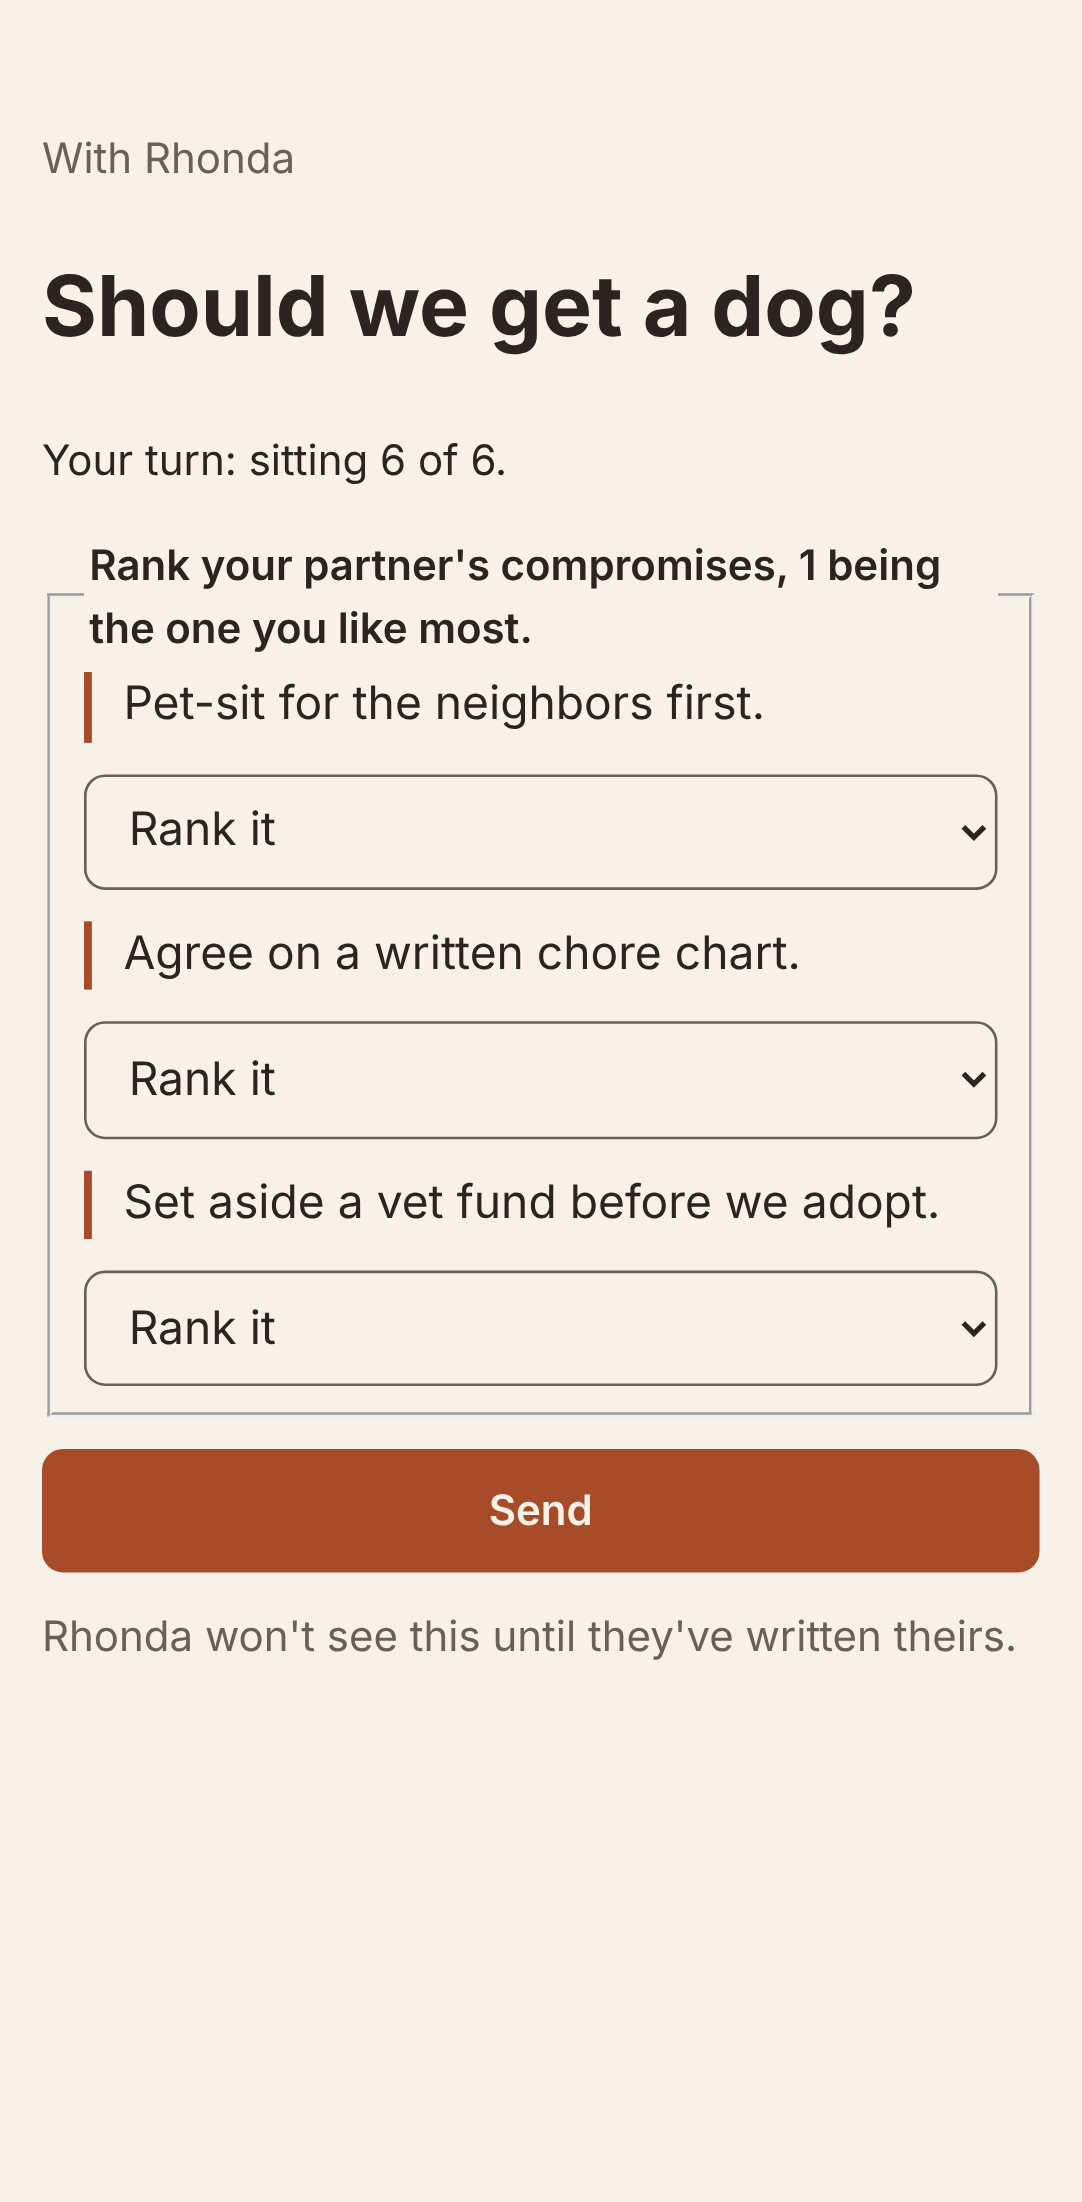 With Rhonda
Should we get a dog?
Your turn: sitting 6 of 6.
Rank your partner's compromises, 1 being
the one you like most.
Pet-sit for the neighbors first.
Rank it
Agree on a written chore chart.
Rank it
Set aside a vet fund before we adopt.
Rank it
Send
Rhonda won't see this until they've written theirs.